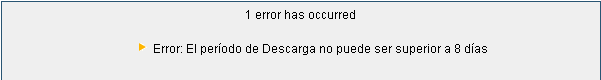 1 error has occurred
Error: El período de Descarga no puede ser superior a 8 días